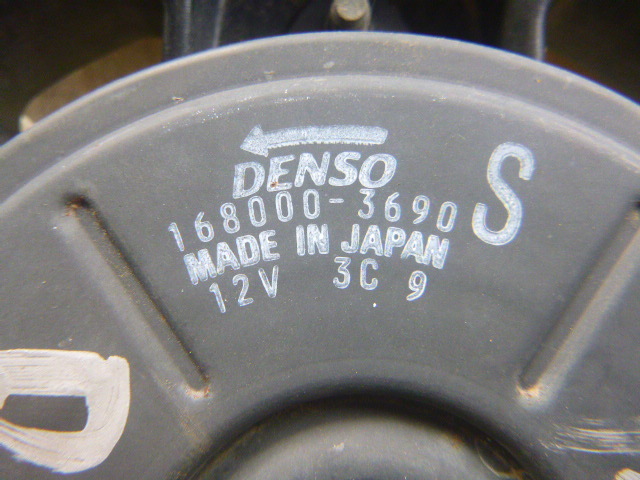 DENSO
S
168000-3690
MADE IN JAPAN
12V 3C 9